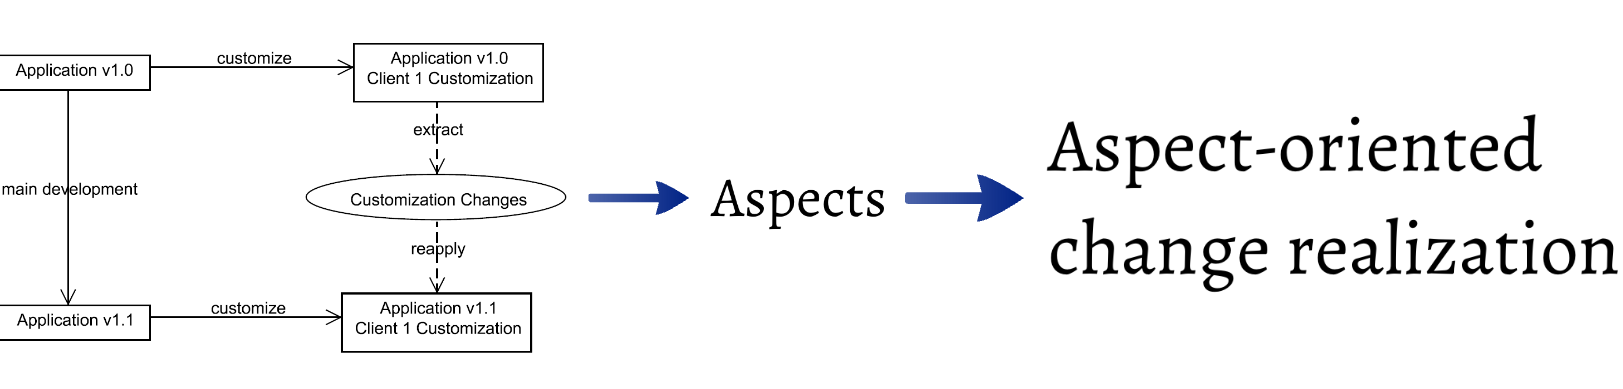 Application v1.0
customize
Application v1.0
Client 1 Customization
extract
main development
Customization Changes
reapply
Application v1.1
customize
Application v1.1
Client 1 Customization
Aspects
Aspect-oriented
change realization